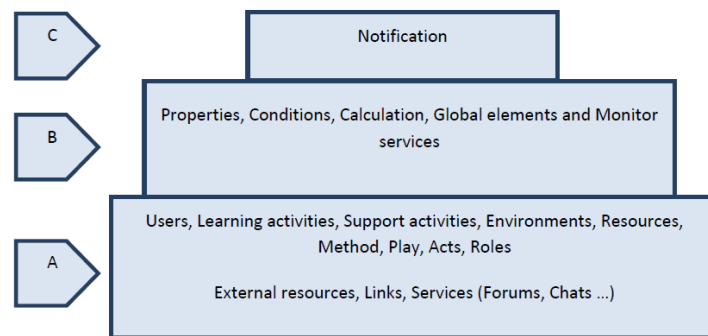 C
Notification
B
Properties, Conditions, Calculation, Global elements and Monitor
services
A
Users, Learning activities, Support activities, Environments, Resources,
Method, Play, Acts, Roles
External resources, Links, Services (Forums, Chats ...)